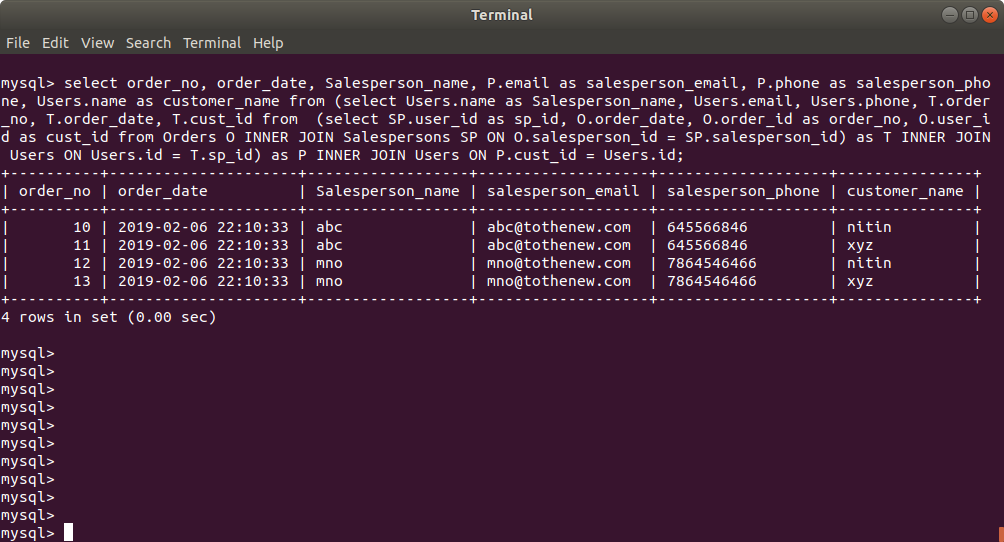 Terminal
File Edit View Search Terminal Help
mysql> select order_no, order_date, Salesperson_name, P.email as salesperson_email, P.phone as salesperson_pho
ne, Users.name as customer_name from (select Users.name as Salesperson_name, Users.email, Users.phone, T.order
_no, T.order_date, T.cust_id from  (select SP.user_id as sp_id, O.order_date, O.order_id as order_no, O.user_i
d as cust_id from Orders O INNER JOIN Salespersons SP ON O.salesperson_id = SP.salesperson_id) as T INNER JOIN
 Users ON Users.id = T.sp_id) as P INNER JOIN Users ON P.cust_id = Users.id;
+----------+---------------------+------------------+-------------------+-------------------+---------------+
| order_no | order_date          | Salesperson_name | salesperson_email | salesperson_phone | customer_name |
+----------+---------------------+------------------+-------------------+-------------------+---------------+
|       10 | 2019-02-06 22:10:33 | abc              | abc@tothenew.com  | 645566846         | nitin         |
|       11 | 2019-02-06 22:10:33 | abc              | abc@tothenew.com  | 645566846         | xyz           |
|       12 | 2019-02-06 22:10:33 | mno              | mno@tothenew.com  | 7864546466        | nitin         |
|       13 | 2019-02-06 22:10:33 | mno              | mno@tothenew.com  | 7864546466        | xyz           |
+----------+---------------------+------------------+-------------------+-------------------+---------------+
4 rows in set (0.00 sec)
mysql>
mysql>
mysql>
mysql>
mysql>
mysql>
mysql>
mysql>
mysql>
mysql>
mysql>